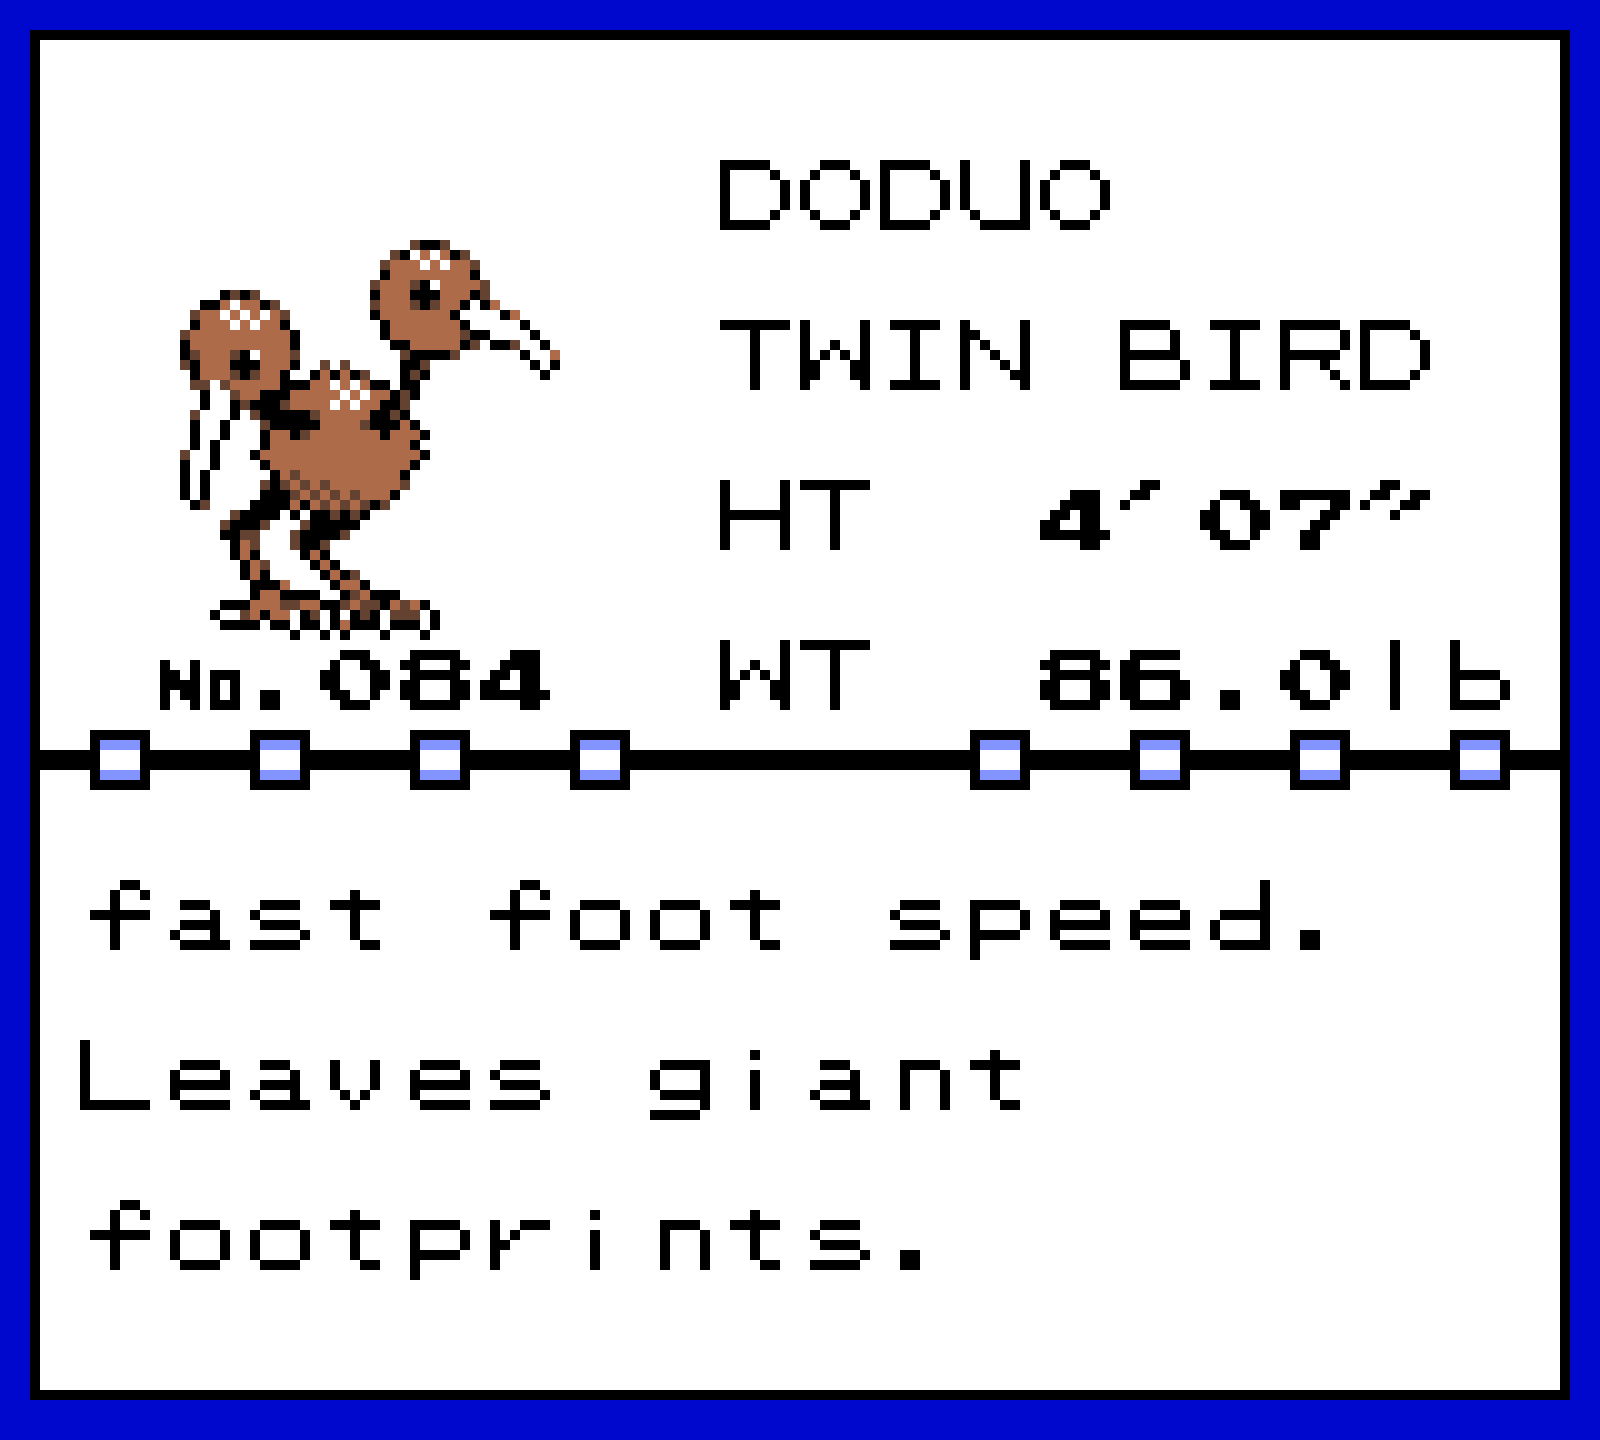 DODUO
TWIN BIRD
HT 4′07″
WT 86.0lb
No.084
fast foot speed.
Leaves giant
footprints.